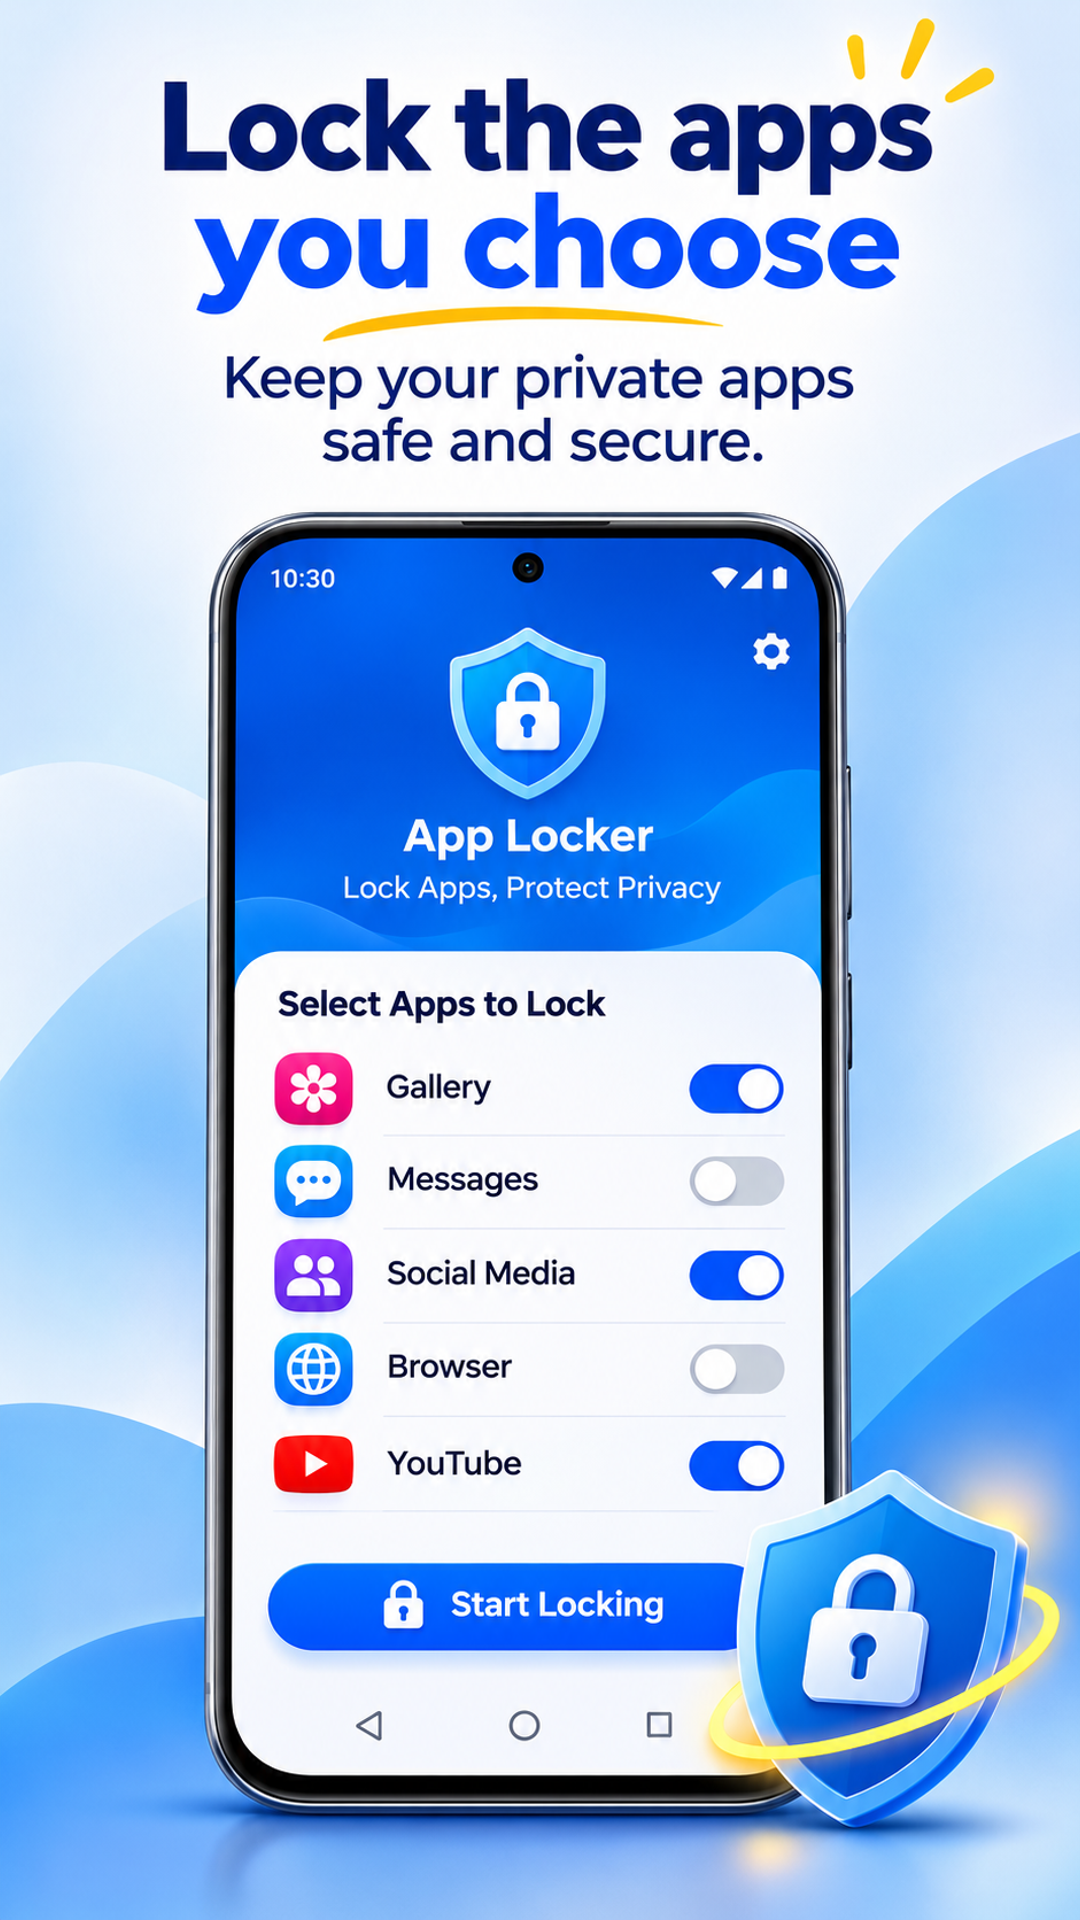 Lock the apps
you choose
Keep your private apps
safe and secure.
10:30
App Locker
Lock Apps, Protect Privacy
Select Apps to Lock
Gallery
Messages
Social Media
Browser
YouTube
Start Locking